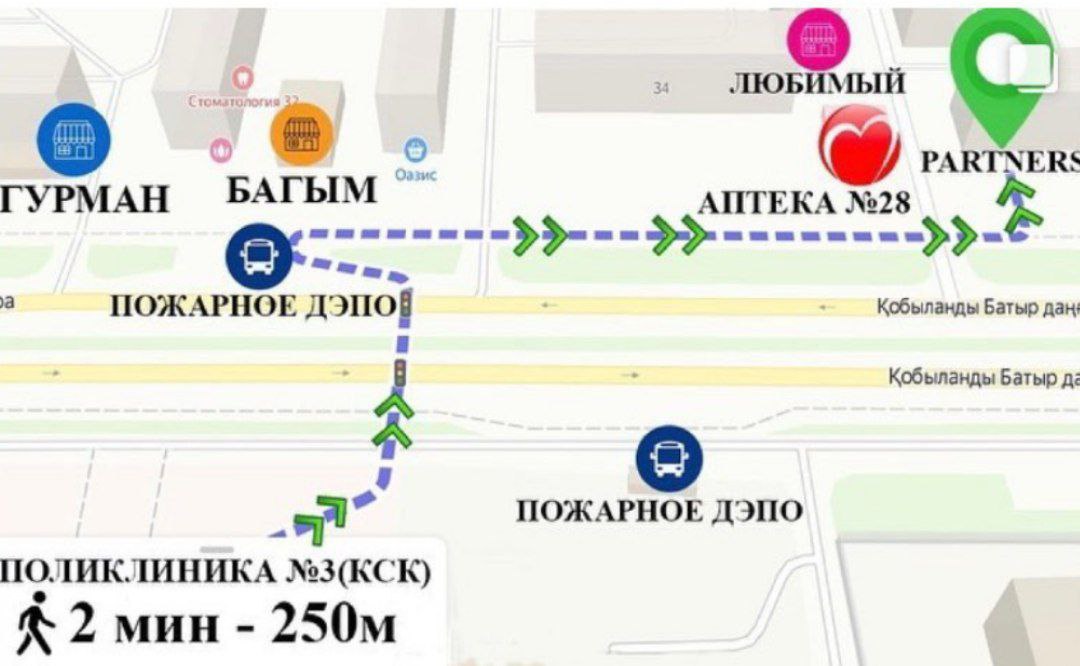 ЛЮБИМЫЙ
34
Стоматология 32
PARTNERS
Оазис
ГУРМАН
БАГЫМ
АПТЕКА №28
ПОЖАРНОЕ ДЭПО
Қобыланды Батыр
Қобыланды Батыр
ПОЖАРНОЕ ДЭПО
ПОЛИКЛИНИКА №3(КСК)
2 мин - 250м